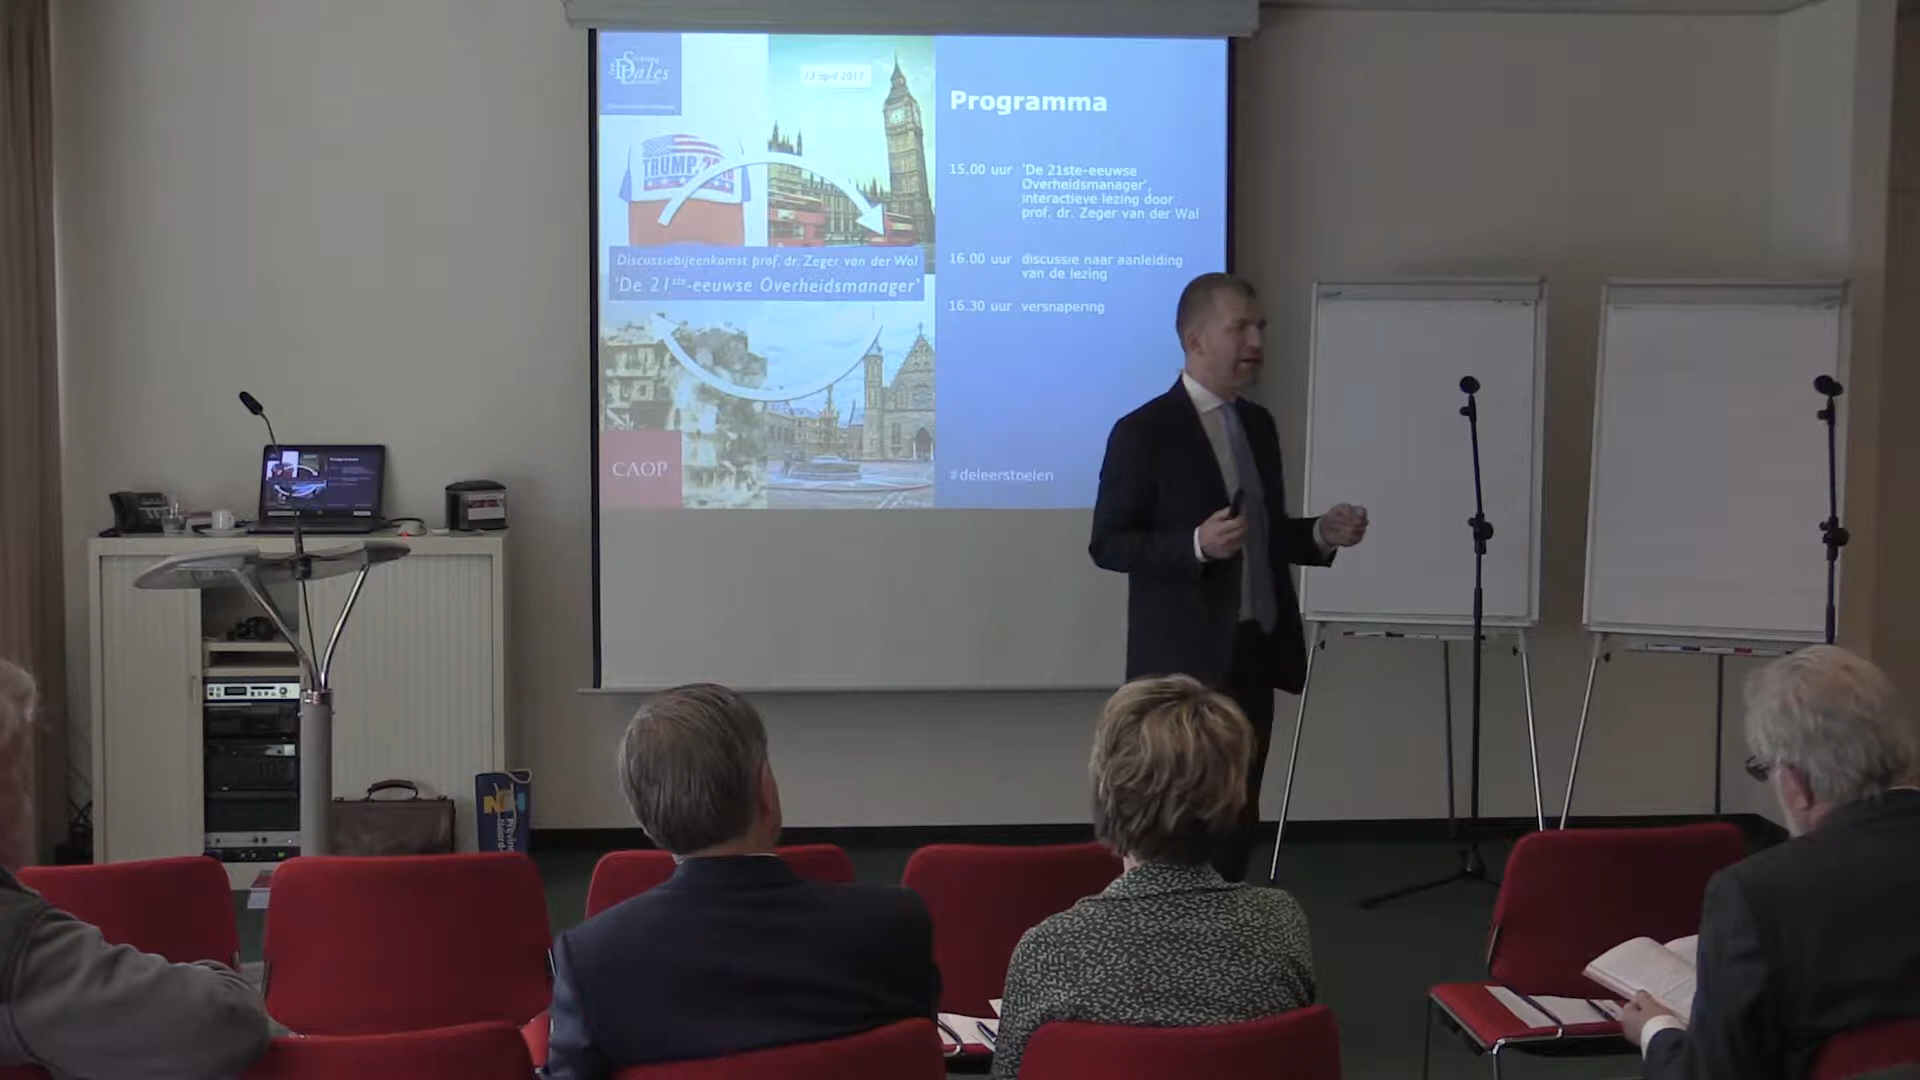 Dales
13 april 2017
TRUMP
Discussiebijeenkomst prof. dr. Zeger van der Wal
'De 21ste-eeuwse Overheidsmanager'
CAOP
Programma
15.00 uur 'De 21ste-eeuwse
Overheidsmanager',
interactieve lezing door
prof. dr. Zeger van der Wal
16.00 uur discussie naar aanleiding
van de lezing
16.30 uur versnapering
#deleerstoelen